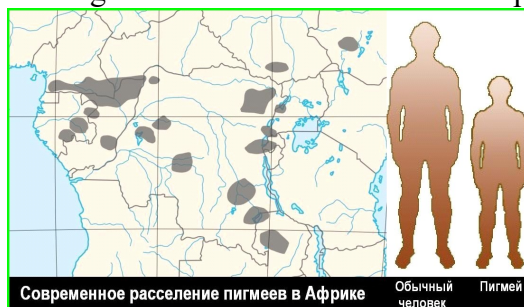 Современное расселение пигмеев в Африке
Обычный
человек
Пигмей